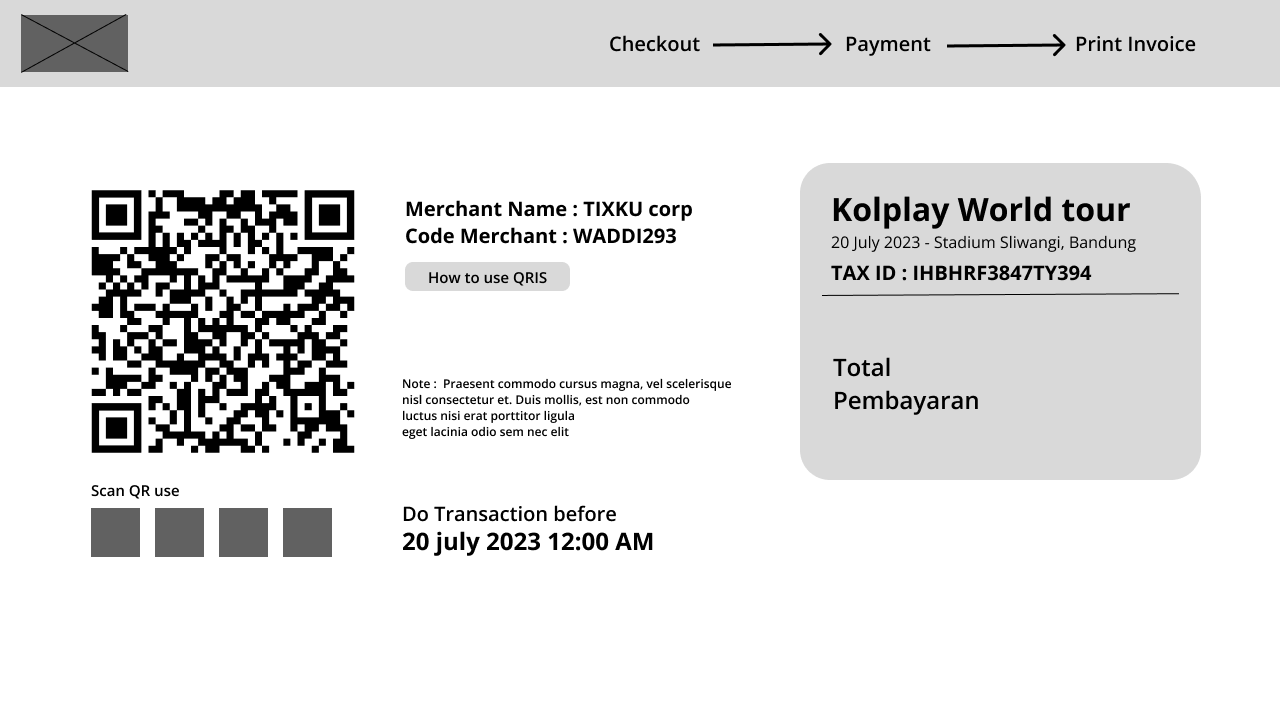 Checkout
Payment
Print Invoice
Merchant Name : TIXKU corp
Code Merchant : WADDI293
How to use QRIS
Note :  Praesent commodo cursus magna, vel scelerisque
nisl consectetur et. Duis mollis, est non commodo
luctus nisi erat porttitor ligula
eget lacinia odio sem nec elit
Scan QR use
Do Transaction before
20 july 2023 12:00 AM
Kolplay World tour
20 July 2023 - Stadium Sliwangi, Bandung
TAX ID : IHBHRF3847TY394
Total
Pembayaran